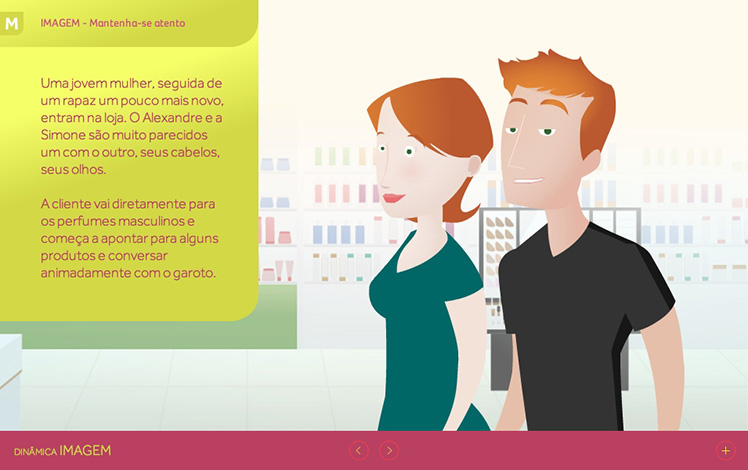 M
IMAGEM - Mantenha-se atento
Uma jovem mulher, seguida de
um rapaz um pouco mais novo,
entram na loja. O Alexandre e a
Simone são muito parecidos
um com o outro, seus cabelos,
seus olhos.
A cliente vai diretamente para
os perfumes masculinos e
começa a apontar para alguns
produtos e conversar
animadamente com o garoto.
DINÂMICA IMAGEM